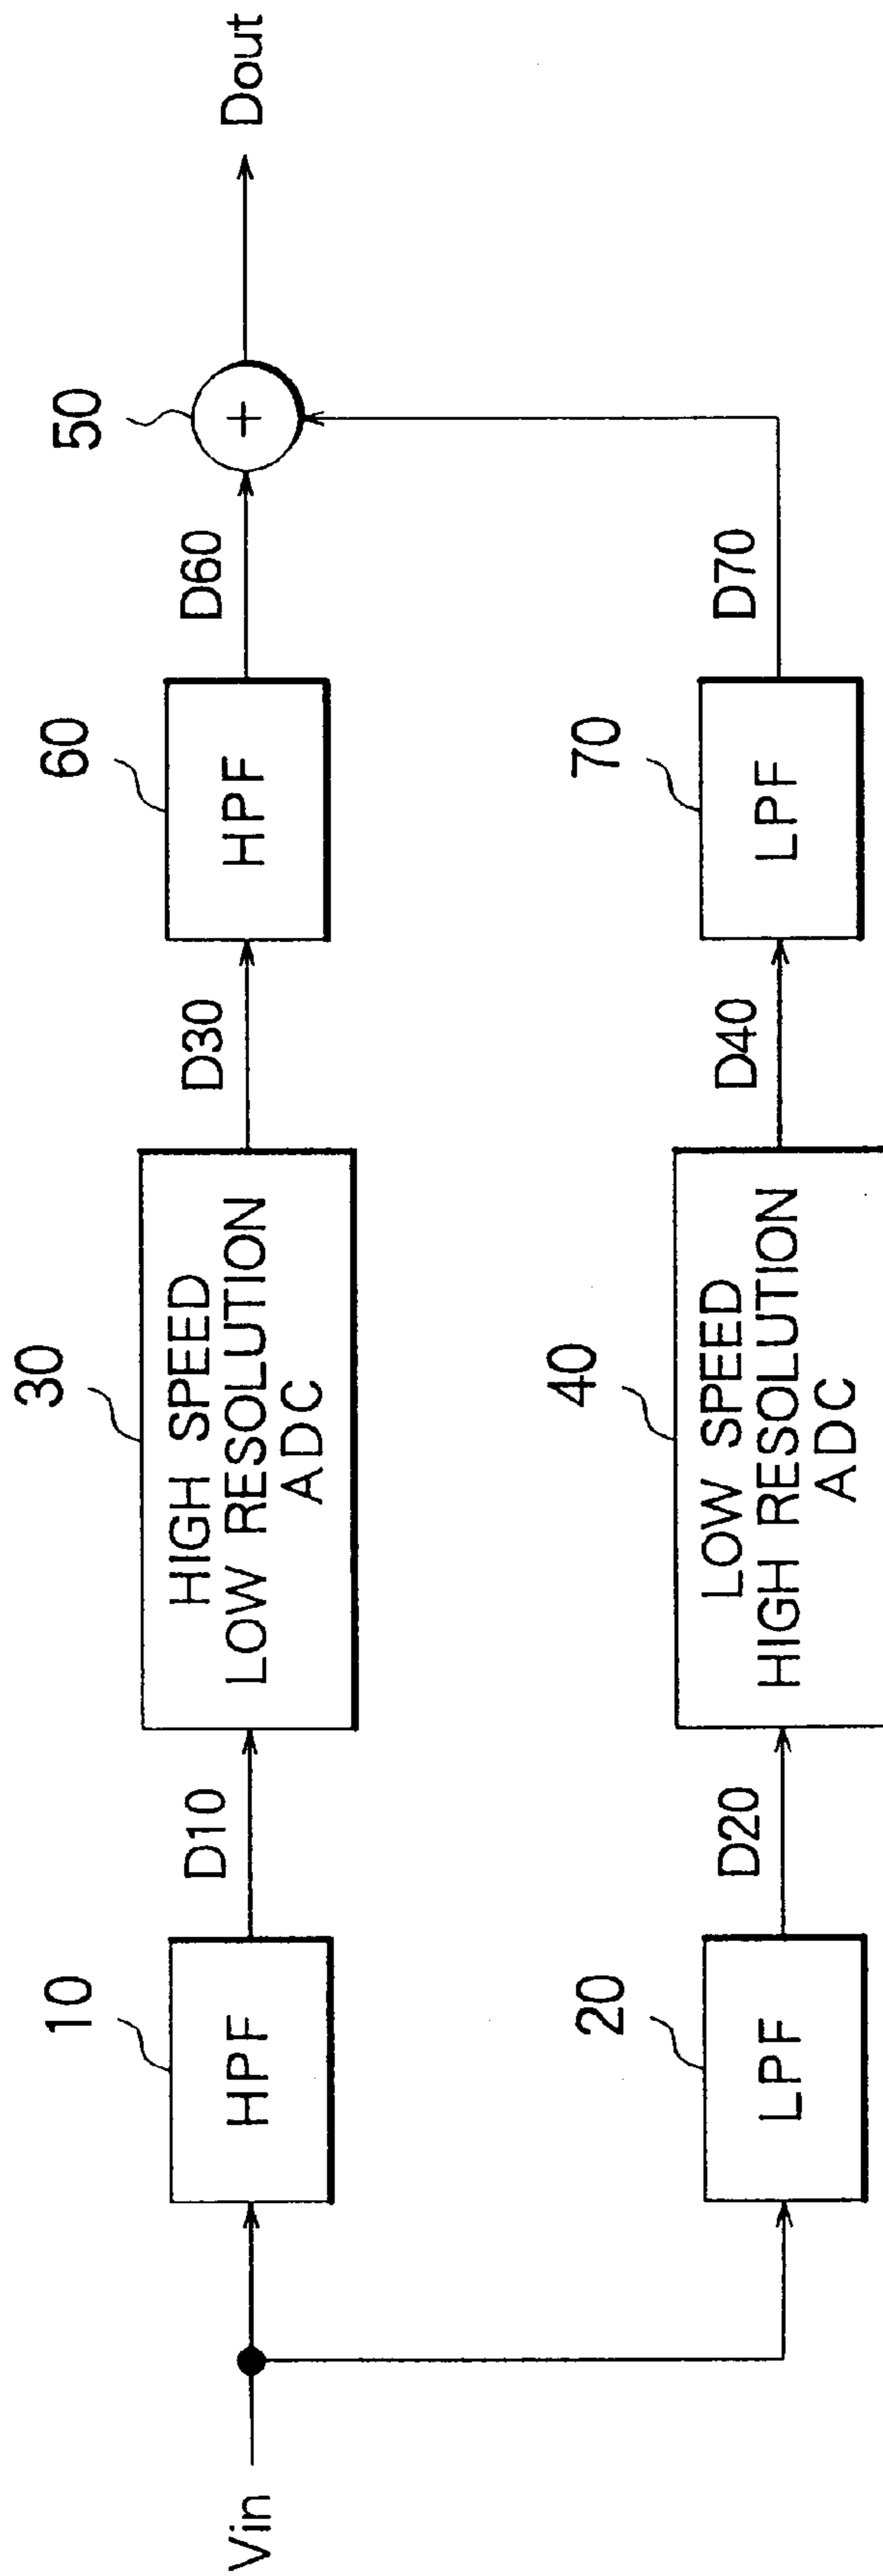 Vin
10
HPF
D10
30
HIGH SPEED
LOW RESOLUTION
ADC
D30
60
HPF
D60
50
+
Dout
20
LPF
D20
40
LOW SPEED
HIGH RESOLUTION
ADC
D40
70
LPF
D70